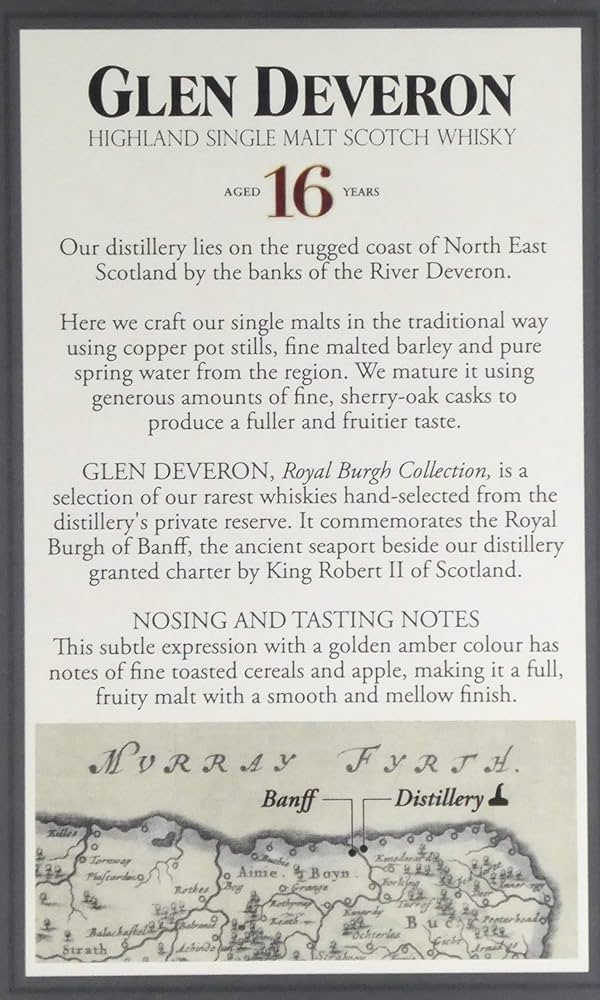 GLEN DEVERON
HIGHLAND SINGLE MALT SCOTCH WHISKY
AGED 16 YEARS
Our distillery lies on the rugged coast of North East
Scotland by the banks of the River Deveron.
Here we craft our single malts in the traditional way
using copper pot stills, fine malted barley and pure
spring water from the region. We mature it using
generous amounts of fine, sherry-oak casks to
produce a fuller and fruitier taste.
GLEN DEVERON, Royal Burgh Collection, is a
selection of our rarest whiskies hand-selected from the
distillery's private reserve. It commemorates the Royal
Burgh of Banff, the ancient seaport beside our distillery
granted charter by King Robert II of Scotland.
NOSING AND TASTING NOTES
This subtle expression with a golden amber colour has
notes of fine toasted cereals and apple, making it a full,
fruity malt with a smooth and mellow finish.
MURRAY FYRTH.
Banff Distillery
Killos
Buchie
Aine. Boyn
Grange
Rothes
Bog
Buc
Strath